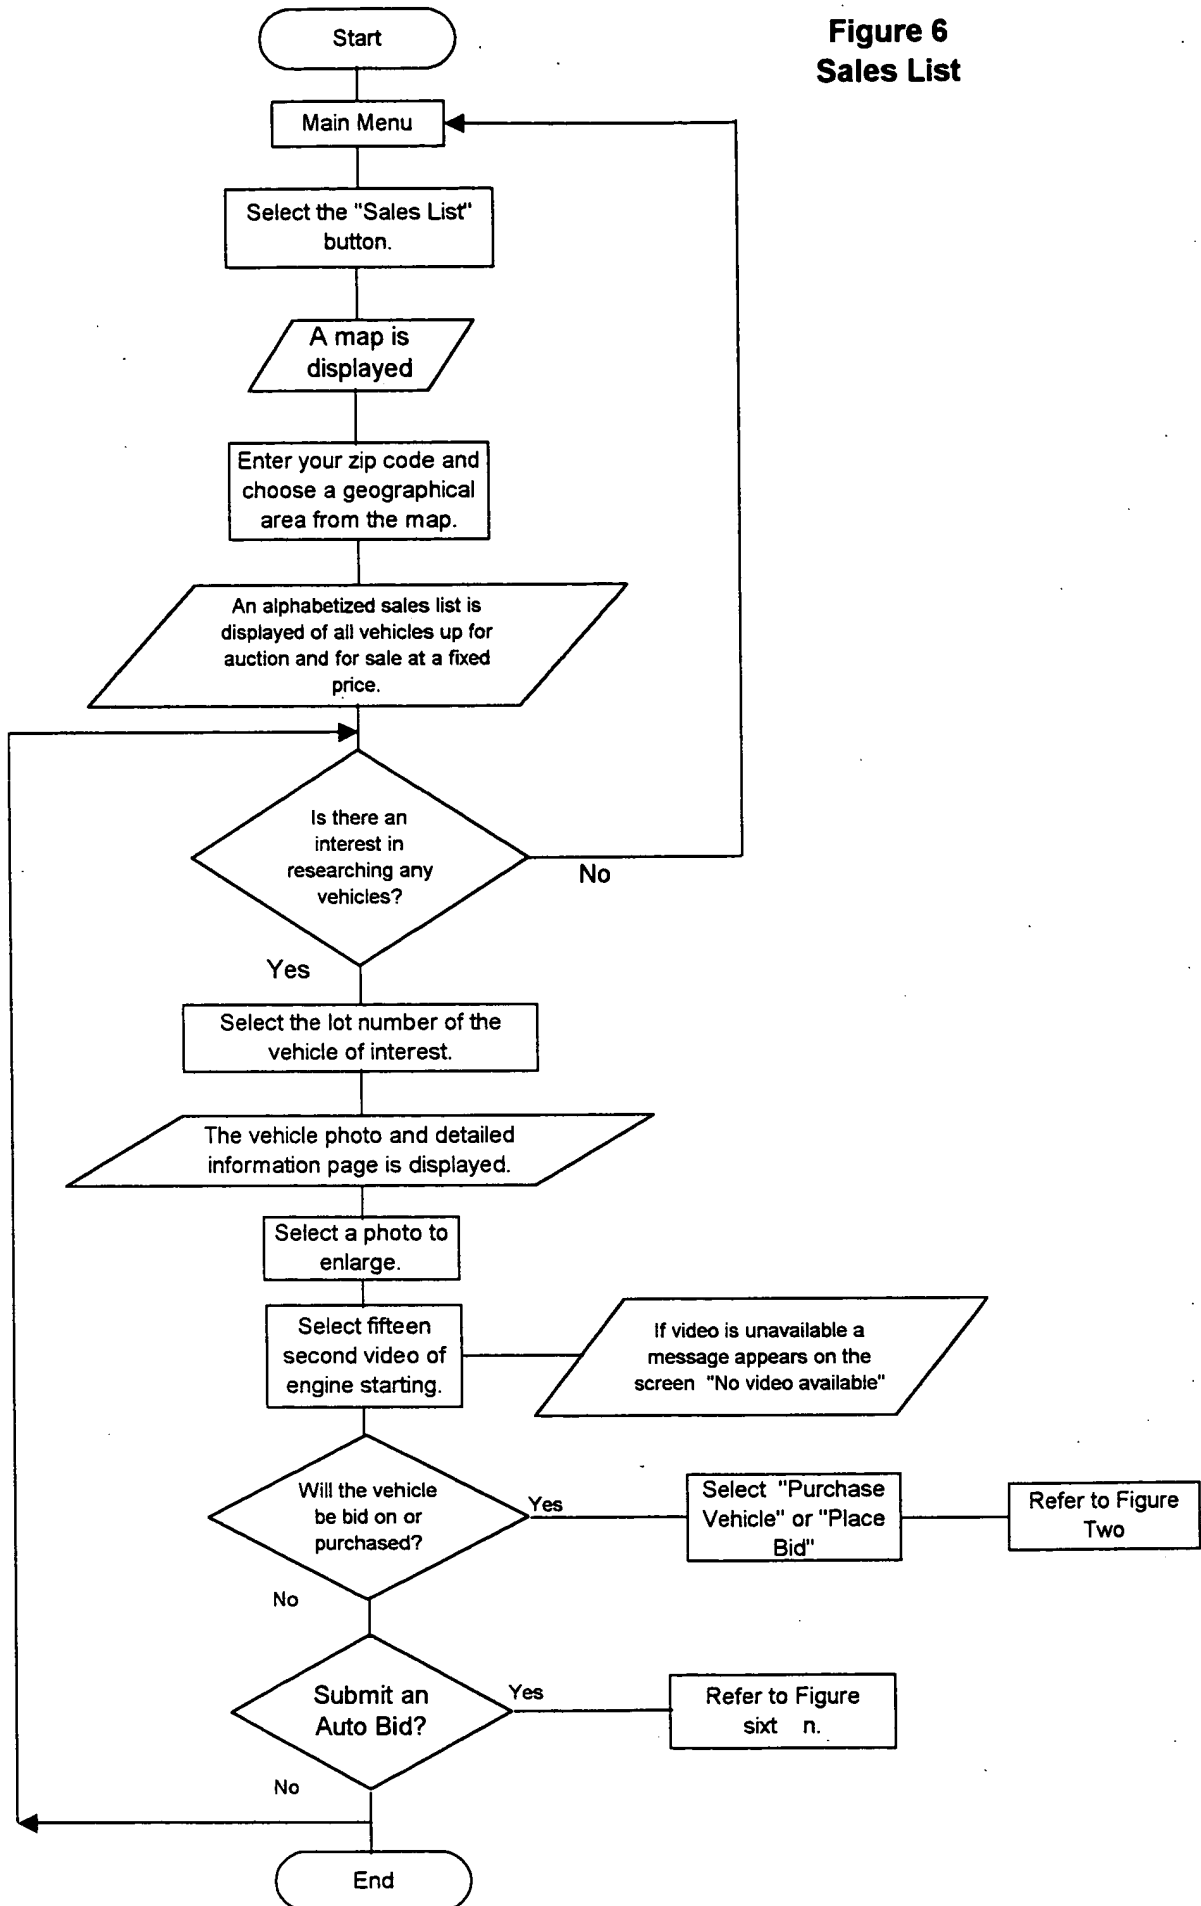 Figure 6
Sales List
Start
Main Menu
Select the "Sales List"
button.
A map is
displayed
Enter your zip code and
choose a geographical
area from the map.
An alphabetized sales list is
displayed of all vehicles up for
auction and for sale at a fixed
price.
Is there an
interest in
researching any
vehicles?
No
Yes
Select the lot number of the
vehicle of interest.
The vehicle photo and detailed
information page is displayed.
Select a photo to
enlarge.
Select fifteen
second video of
engine starting.
If video is unavailable a
message appears on the
screen "No video available"
Will the vehicle
be bid on or
purchased?
Yes
Select "Purchase
Vehicle" or "Place
Bid"
Refer to Figure
Two
No
Submit an
Auto Bid?
Yes
Refer to Figure
sixt n.
No
End